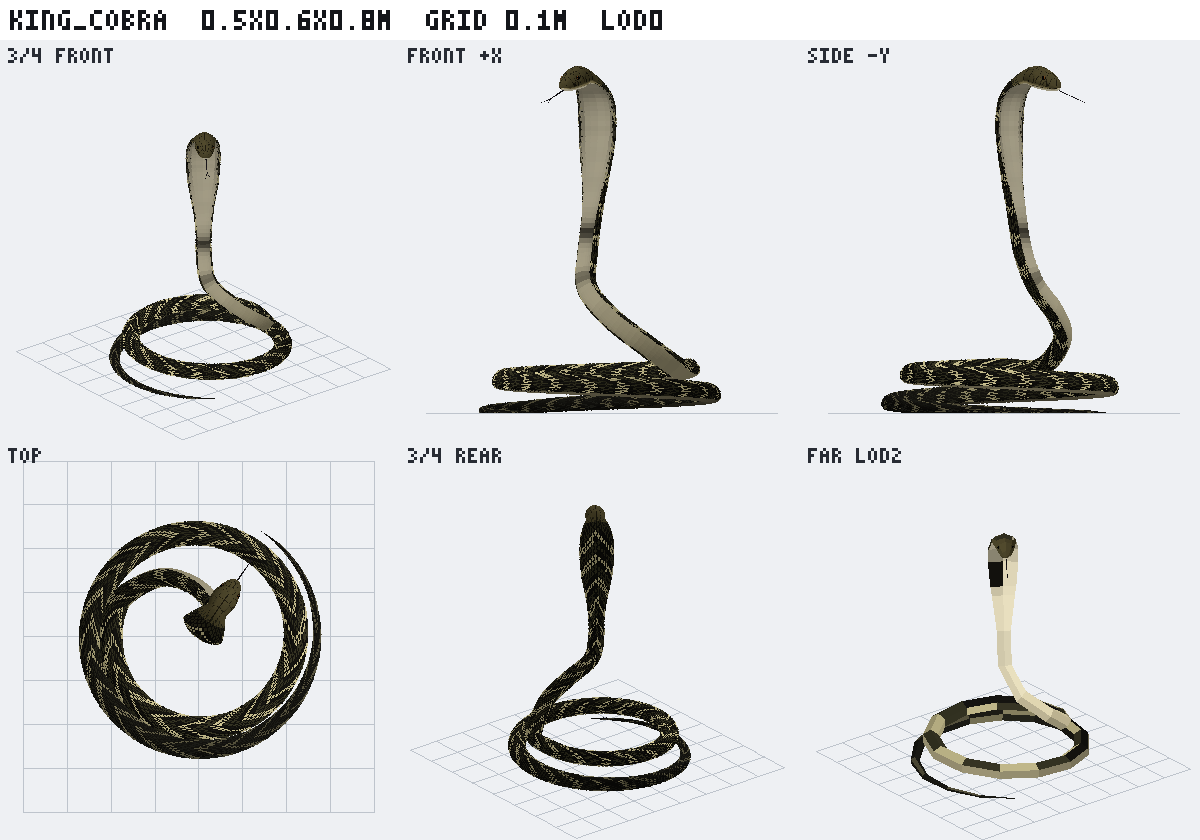 KING_COBRA 0.5X0.6X0.8M GRID 0.1M LOD0
3/4 FRONT
FRONT +X
SIDE -Y
TOP
3/4 REAR
FAR LOD2